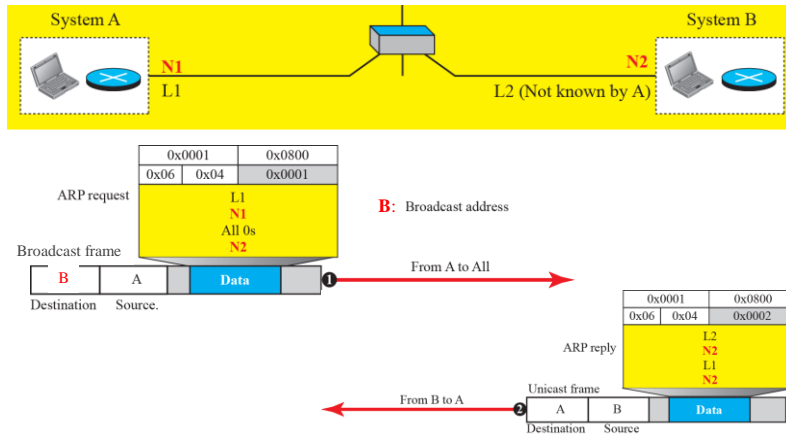 System A
System B
N1
N2
L1
L2 (Not known by A)
0x0001 0x0800
0x06 0x04 0x0001
ARP request
L1
N1
All 0s
N2
B: Broadcast address
Broadcast frame
B A Data
1
From A to All
Destination Source.
0x0001 0x0800
0x06 0x04 0x0002
ARP reply
L2
N2
L1
N2
Unicast frame
From B to A
2
A B Data
Destination Source